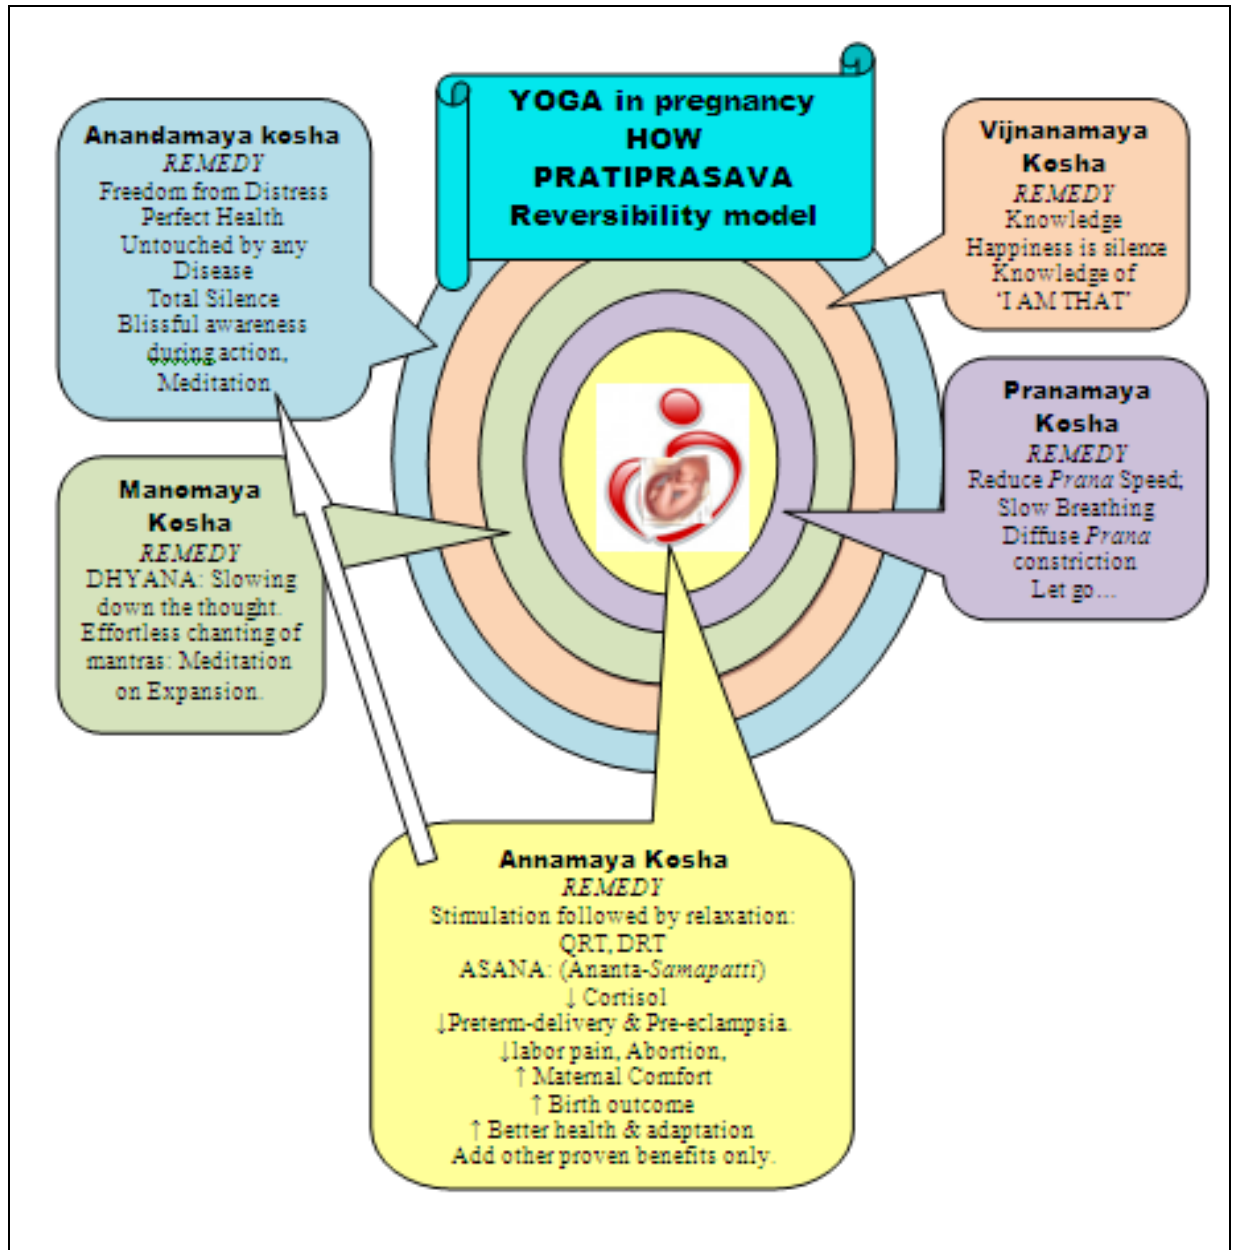 YOGA in pregnancy
HOW
PRATIPRASAVA
Reversibility model
Anandamaya kosha
REMEDY
Freedom from Distress
Perfect Health
Untouched by any
Disease
Total Silence
Blissful awareness
during action,
Meditation
Vijnanamaya
Kosha
REMEDY
Knowledge
Happiness is silence
Knowledge of
‘I AM THAT’
Pranamaya
Kosha
REMEDY
Reduce Prana Speed;
Slow Breathing
Diffuse Prana
constriction
Let go…
Manomaya
Kosha
REMEDY
DHYANA: Slowing
down the thought.
Effortless chanting of
mantras: Meditation
on Expansion.
Annamaya Kosha
REMEDY
Stimulation followed by relaxation:
QRT, DRT
ASANA: (Ananta-Samapatti)
↓ Cortisol
↓Preterm-delivery & Pre-eclampsia.
↓labor pain, Abortion,
↑ Maternal Comfort
↑ Birth outcome
↑ Better health & adaptation
Add other proven benefits only.